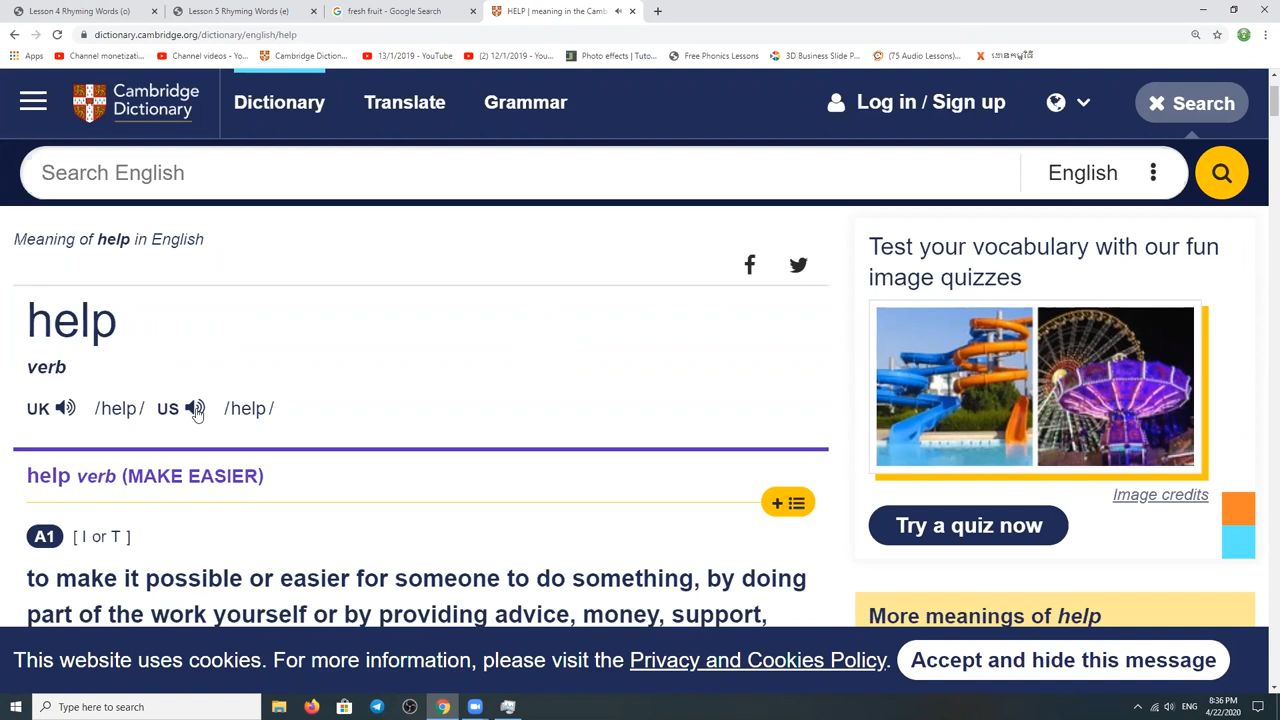 Lesson 4 Rhyming Words (o)
Lesson 5 Rhyming Words (e)
fresh fruit - Google Search
HELP | meaning in the Camb
dictionary.cambridge.org/dictionary/english/help
Apps
Channel monetizati...
Channel videos - Yo...
Cambridge Diction...
13/1/2019 - YouTube
(2) 12/1/2019 - You...
Photo effects | Tuto...
Free Phonics Lessons
3D Business Slide P...
(75 Audio Lessons)...
Cambridge
Dictionary
Dictionary
Translate
Grammar
Log in / Sign up
Search
Search English
English
Meaning of help in English
help
verb
UK /help/ US /help/
help verb (MAKE EASIER)
A1 [ I or T ]
to make it possible or easier for someone to do something, by doing
part of the work yourself or by providing advice, money, support,
Test your vocabulary with our fun
image quizzes
Image credits
Try a quiz now
More meanings of help
This website uses cookies. For more information, please visit the Privacy and Cookies Policy.
Accept and hide this message
Type here to search
ENG
8:36 PM
4/22/2020